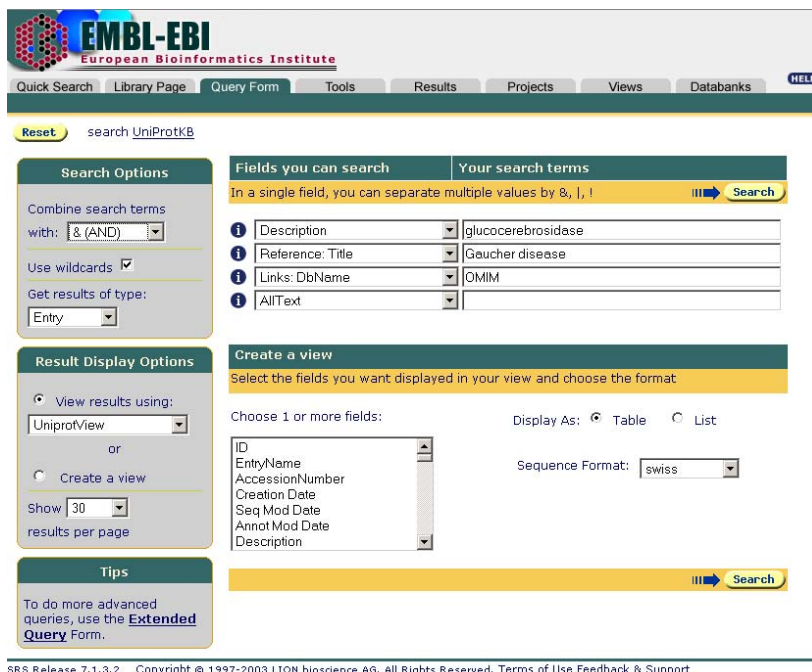 EMBL-EBI
European Bioinformatics Institute
Quick Search Library Page Query Form Tools Results Projects Views Databanks
Reset search UniProtKB
Search Options
Combine search terms
with: & (AND)
Use wildcards
Get results of type:
Entry
Fields you can search Your search terms
In a single field, you can separate multiple values by &, |, ! Search
Description glucocerebrosidase
Reference: Title Gaucher disease
Links: DbName OMIM
AllText
Result Display Options
View results using:
UniprotView
or
Create a view
Show 30
results per page
Create a view
Select the fields you want displayed in your view and choose the format
Choose 1 or more fields:
ID
EntryName
AccessionNumber
Creation Date
Seq Mod Date
Annot Mod Date
Description
Display As: Table List
Sequence Format: swiss
Search
Tips
To do more advanced
queries, use the Extended
Query Form.
SRS Release 7.1.3.2 Copyright © 1997-2003 LION bioscience AG. All Rights Reserved. Terms of Use Feedback & Support